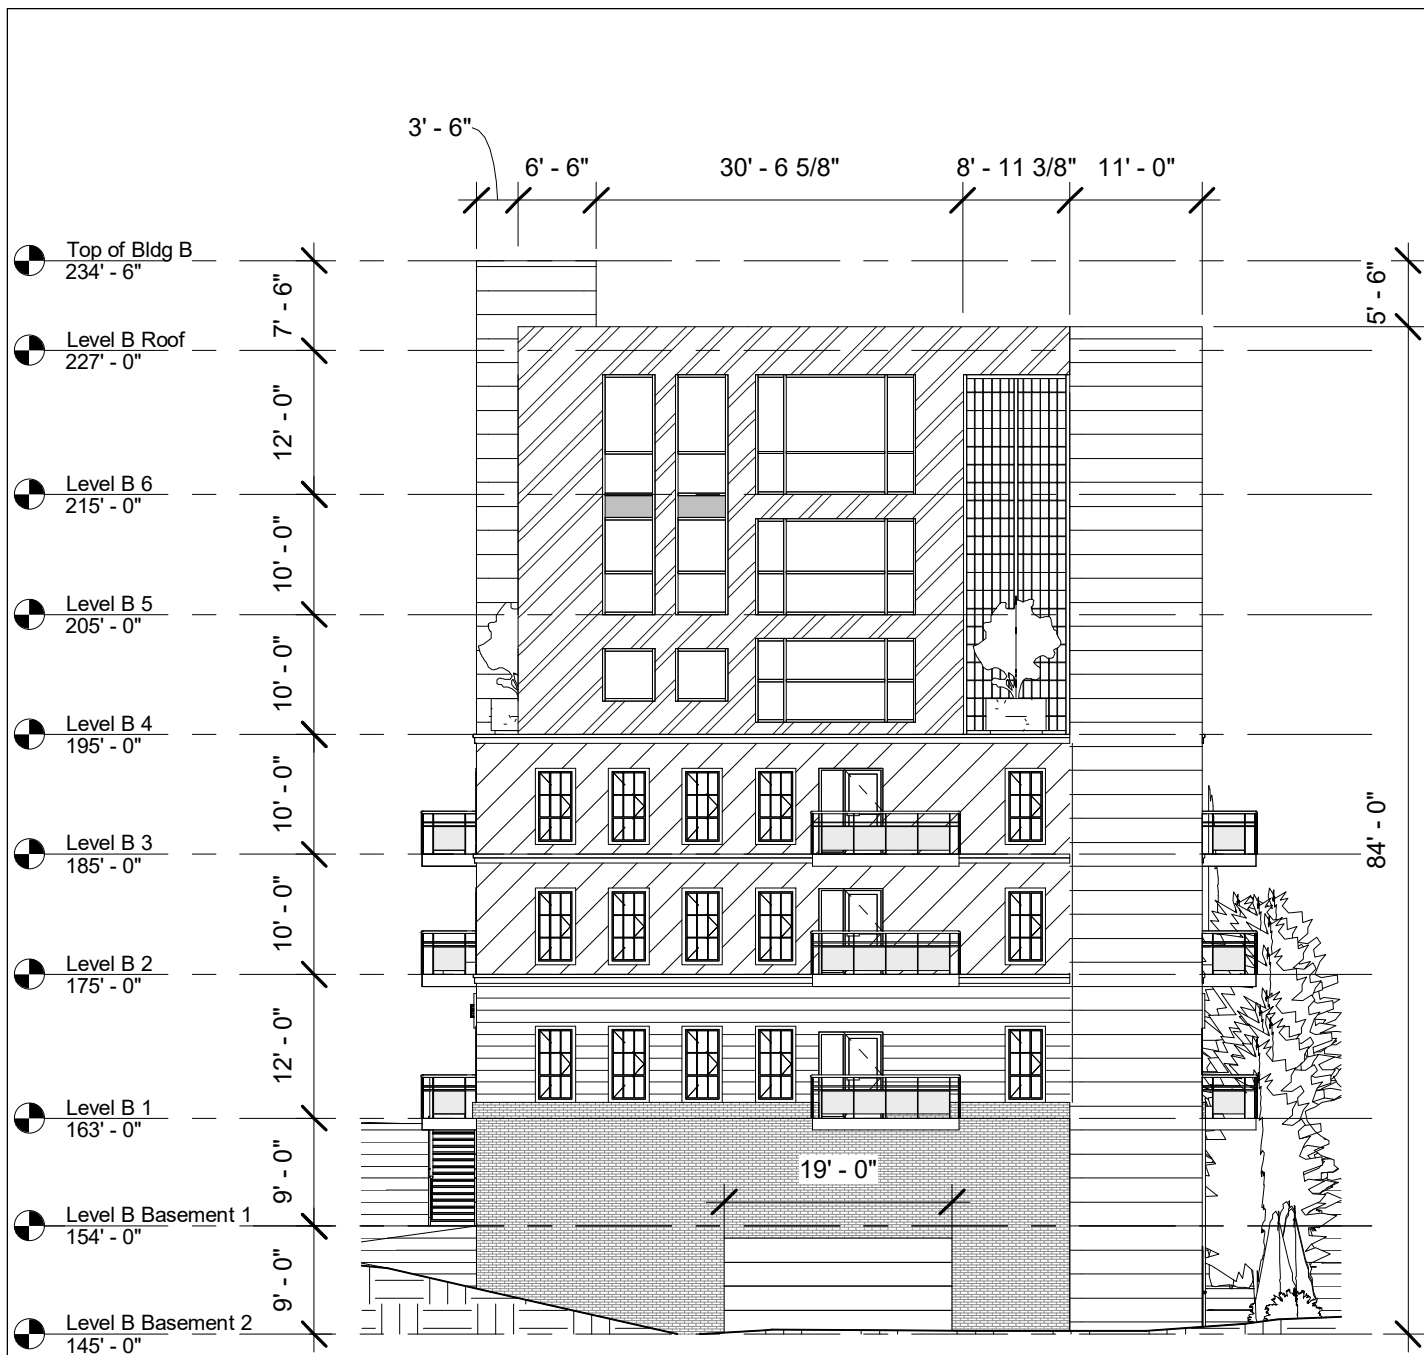 3' - 6"
6' - 6"
30' - 6 5/8"
8' - 11 3/8"
11' - 0"
Top of Bldg B
234' - 6"
7' - 6"
5' - 6"
Level B Roof
227' - 0"
12' - 0"
Level B 6
215' - 0"
10' - 0"
Level B 5
205' - 0"
10' - 0"
Level B 4
195' - 0"
10' - 0"
84' - 0"
Level B 3
185' - 0"
10' - 0"
Level B 2
175' - 0"
12' - 0"
Level B 1
163' - 0"
9' - 0"
19' - 0"
Level B Basement 1
154' - 0"
9' - 0"
Level B Basement 2
145' - 0"